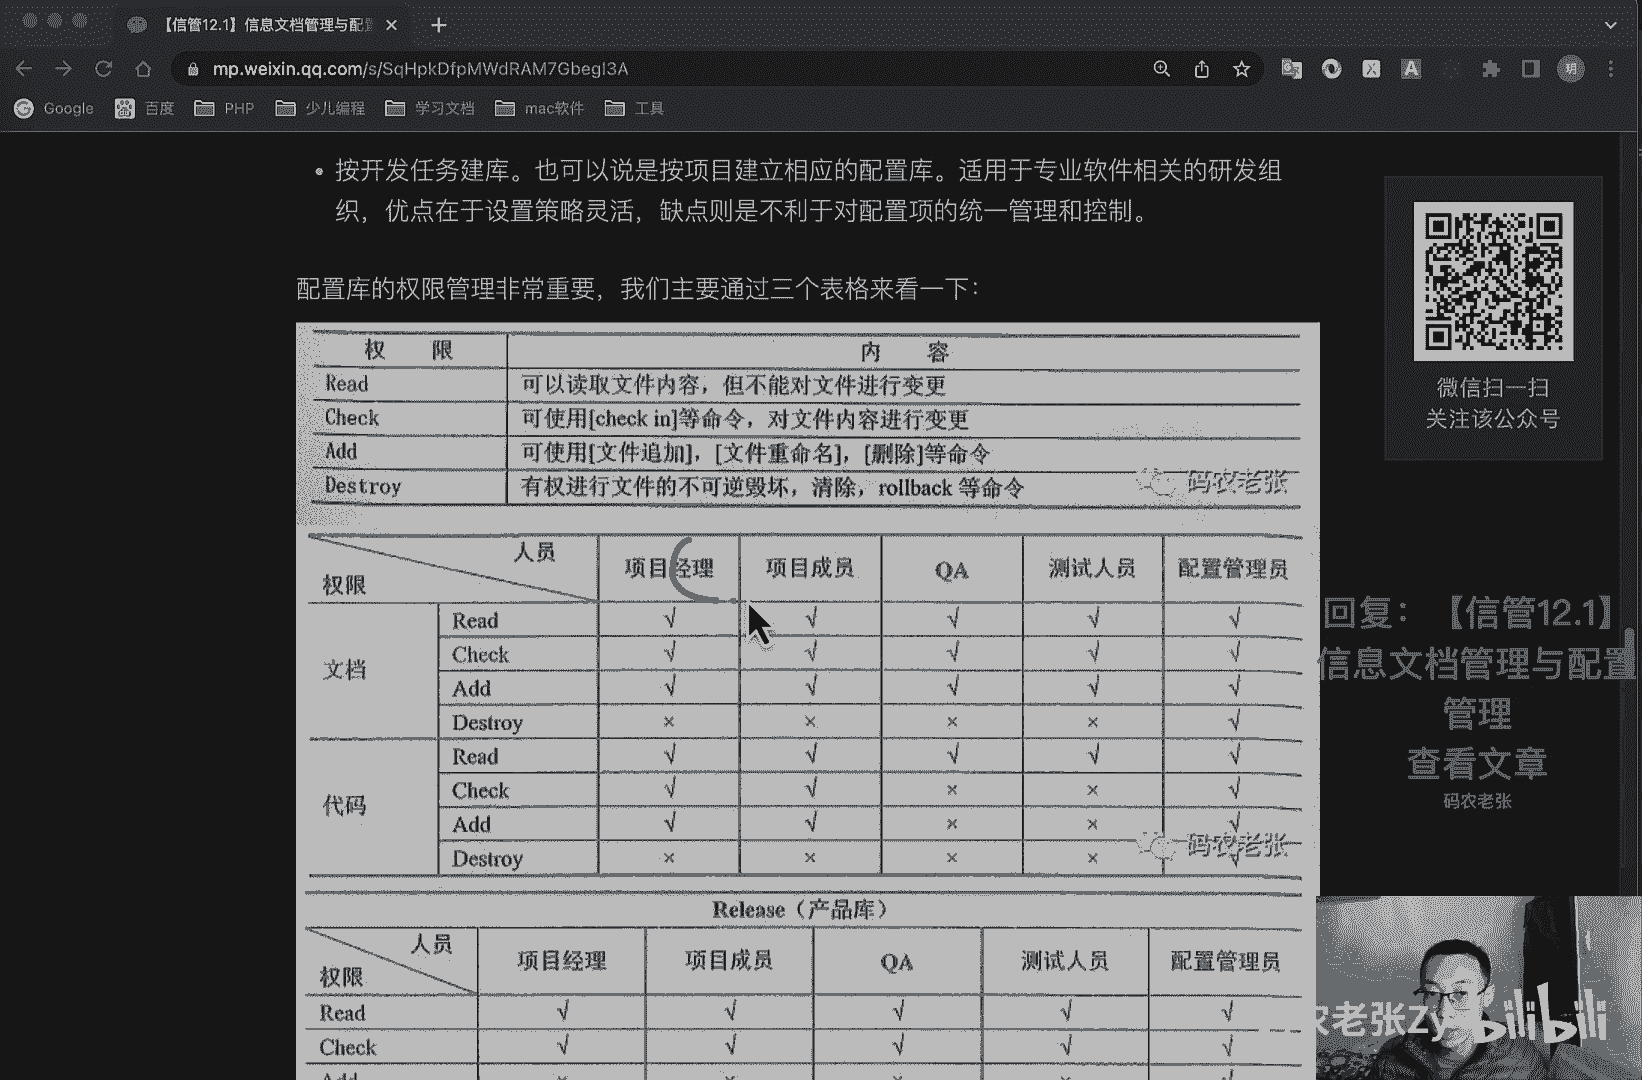 【信管12.1】信息文档管理与配置
mp.weixin.qq.com/s/SqHpkDfpMWdRAM7GbegI3A
Google 百度 PHP 少儿编程 学习文档 mac软件 工具
• 按开发任务建库。也可以说是按项目建立相应的配置库。适用于专业软件相关的研发组
织，优点在于设置策略灵活，缺点则是不利于对配置项的统一管理和控制。
配置库的权限管理非常重要，我们主要通过三个表格来看一下：
权 限 内 容
Read 可以读取文件内容，但不能对文件进行变更
Check 可使用[check in]等命令，对文件内容进行变更
Add 可使用[文件追加]，[文件重命名]，[删除]等命令
Destroy 有权进行文件的不可逆毁坏，清除，rollback 等命令
码农老张
人员 权限 项目经理 项目成员 QA 测试人员 配置管理员
文档
Read √ √ √ √ √
Check √ √ √ √ √
Add √ √ √ √ √
Destroy × × × × √
代码
Read √ √ √ √ √
Check √ √ × × √
Add √ √ × × √
Destroy × × × × √
码农老张
Release（产品库）
人员 权限 项目经理 项目成员 QA 测试人员 配置管理员
Read √ √ √ √ √
Check √ √ √ √ √
微信扫一扫
关注该公众号
回复：【信管12.1】
信息文档管理与配置
管理
查看文章
码农老张
农老张Zy bilibili